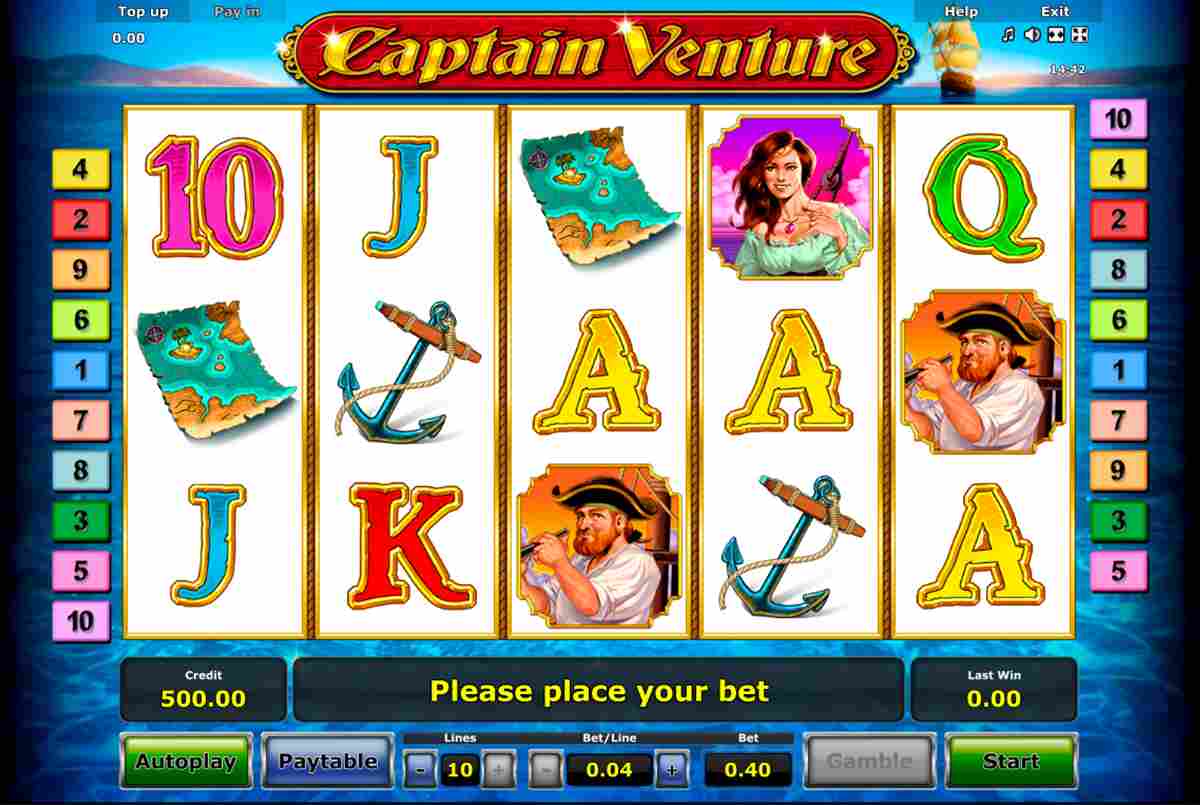 Top up Pay in Help Exit
0.00
Captain Venture
14:42
10
4 4
2 2
9 8
6 6
1 1
7 7
8 9
3 3
5 5
10
10 J Q
A A
J K A
Credit Last Win
500.00 Please place your bet 0.00
Lines Bet/Line Bet
Autoplay Paytable - 10 + - 0.04 + 0.40 Gamble Start